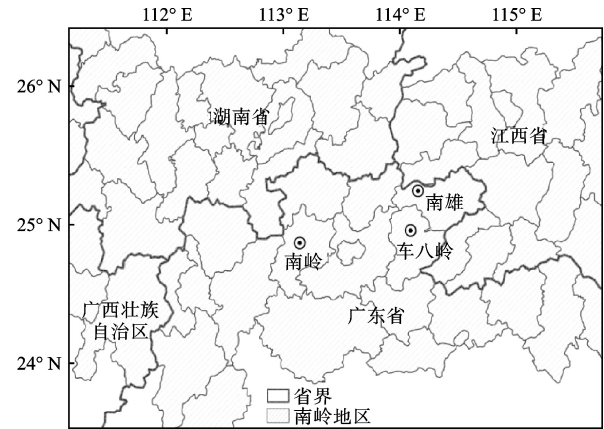 112° E 113° E 114° E 115° E
26° N
湖南省
江西省
南雄
25° N
车八岭
南岭
广西壮族
自治区
广东省
24° N
省界
南岭地区